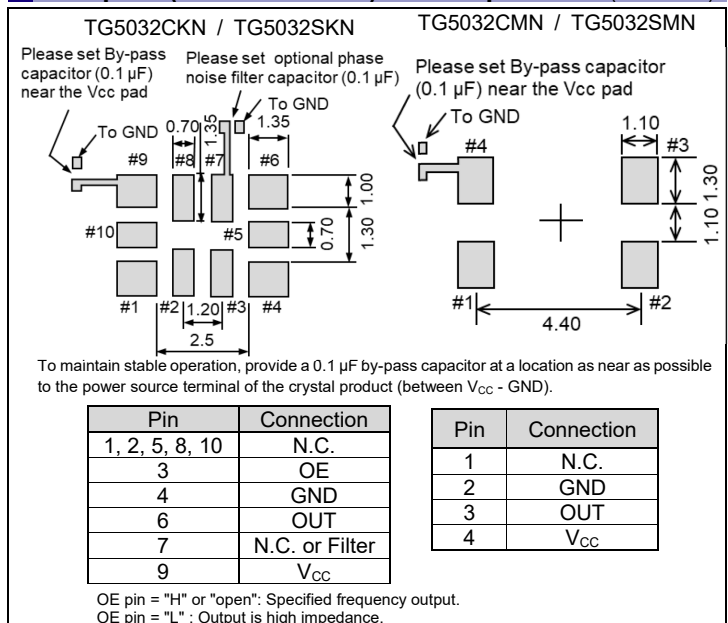 TG5032CKN / TG5032SKN
Please set By-pass
capacitor (0.1 µF)
near the Vcc pad
Please set optional phase
noise filter capacitor (0.1 µF)
To GND
To GND
0.70
1.35
1.35
#9
#8
#7
#6
1.00
#10
#5
0.70
1.30
#1
#2
1.20
#3
#4
2.5
TG5032CMN / TG5032SMN
Please set By-pass capacitor
(0.1 µF) near the Vcc pad
To GND
1.10
#4
#3
1.30
1.10
#1
#2
4.40
To maintain stable operation, provide a 0.1 µF by-pass capacitor at a location as near as possible
to the power source terminal of the crystal product (between VCC - GND).
Pin Connection
1, 2, 5, 8, 10 N.C.
3 OE
4 GND
6 OUT
7 N.C. or Filter
9 VCC
Pin Connection
1 N.C.
2 GND
3 OUT
4 VCC
OE pin = "H" or "open": Specified frequency output.
OE pin = "L" : Output is high impedance.